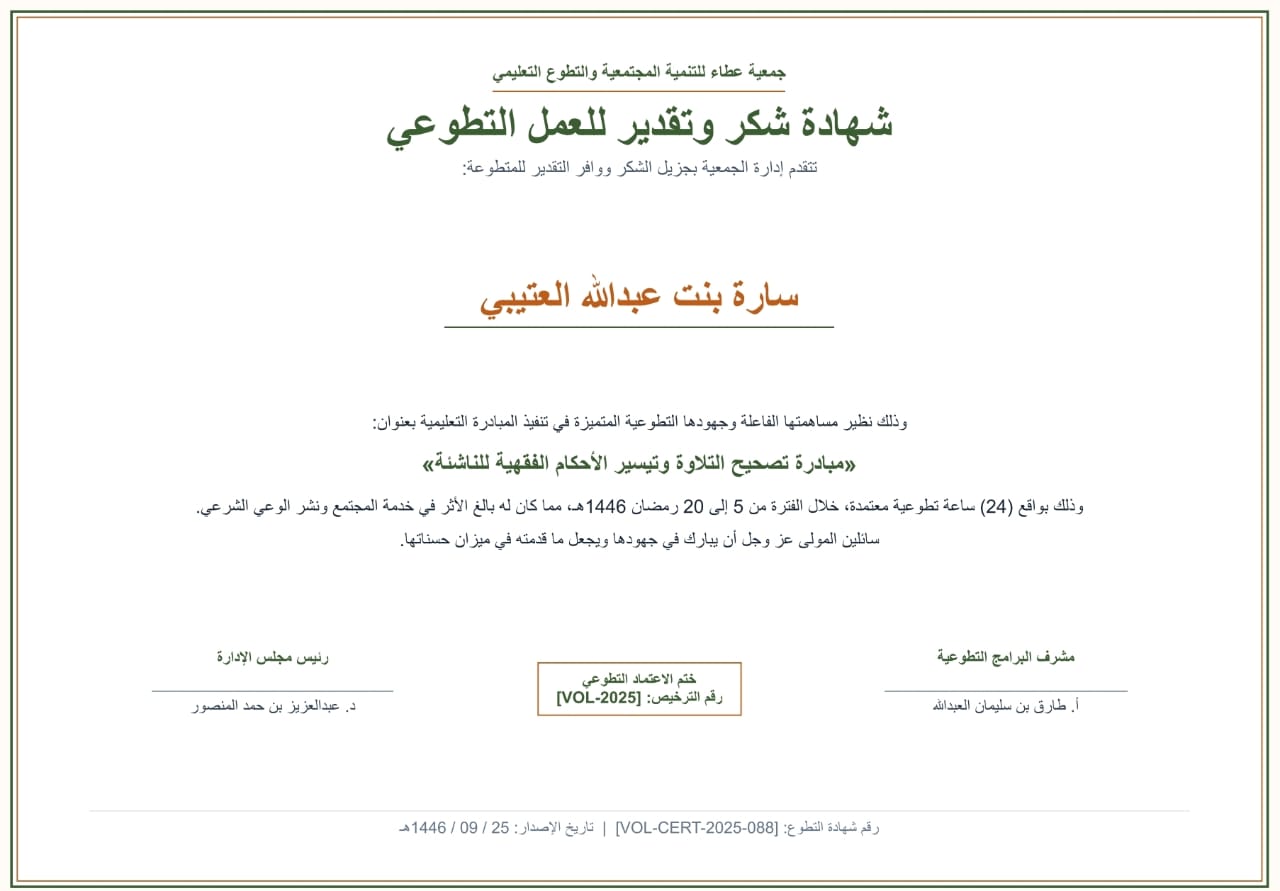 جمعية عطاء للتنمية المجتمعية والتطوع التعليمي
شهادة شكر وتقدير للعمل التطوعي
تتقدم إدارة الجمعية بجزيل الشكر ووافر التقدير للمتطوعة:
سارة بنت عبدالله العتيبي
وذلك نظير مساهمتها الفاعلة وجهودها التطوعية المتميزة في تنفيذ المبادرة التعليمية بعنوان:
«مبادرة تصحيح التلاوة وتيسير الأحكام الفقهية للناشئة»
وذلك بواقع (24) ساعة تطوعية معتمدة، خلال الفترة من 5 إلى 20 رمضان 1446هـ، مما كان له بالغ الأثر في خدمة المجتمع ونشر الوعي الشرعي.
سائلين المولى عز وجل أن يبارك في جهودها ويجعل ما قدمته في ميزان حسناتها.
مشرف البرامج التطوعية
أ. طارق بن سليمان العبدالله
ختم الاعتماد التطوعي
رقم الترخيص: [VOL-2025]
رئيس مجلس الإدارة
د. عبدالعزيز بن حمد المنصور
رقم شهادة التطوع: [VOL-CERT-2025-088] | تاريخ الإصدار: 25 / 09 / 1446هـ